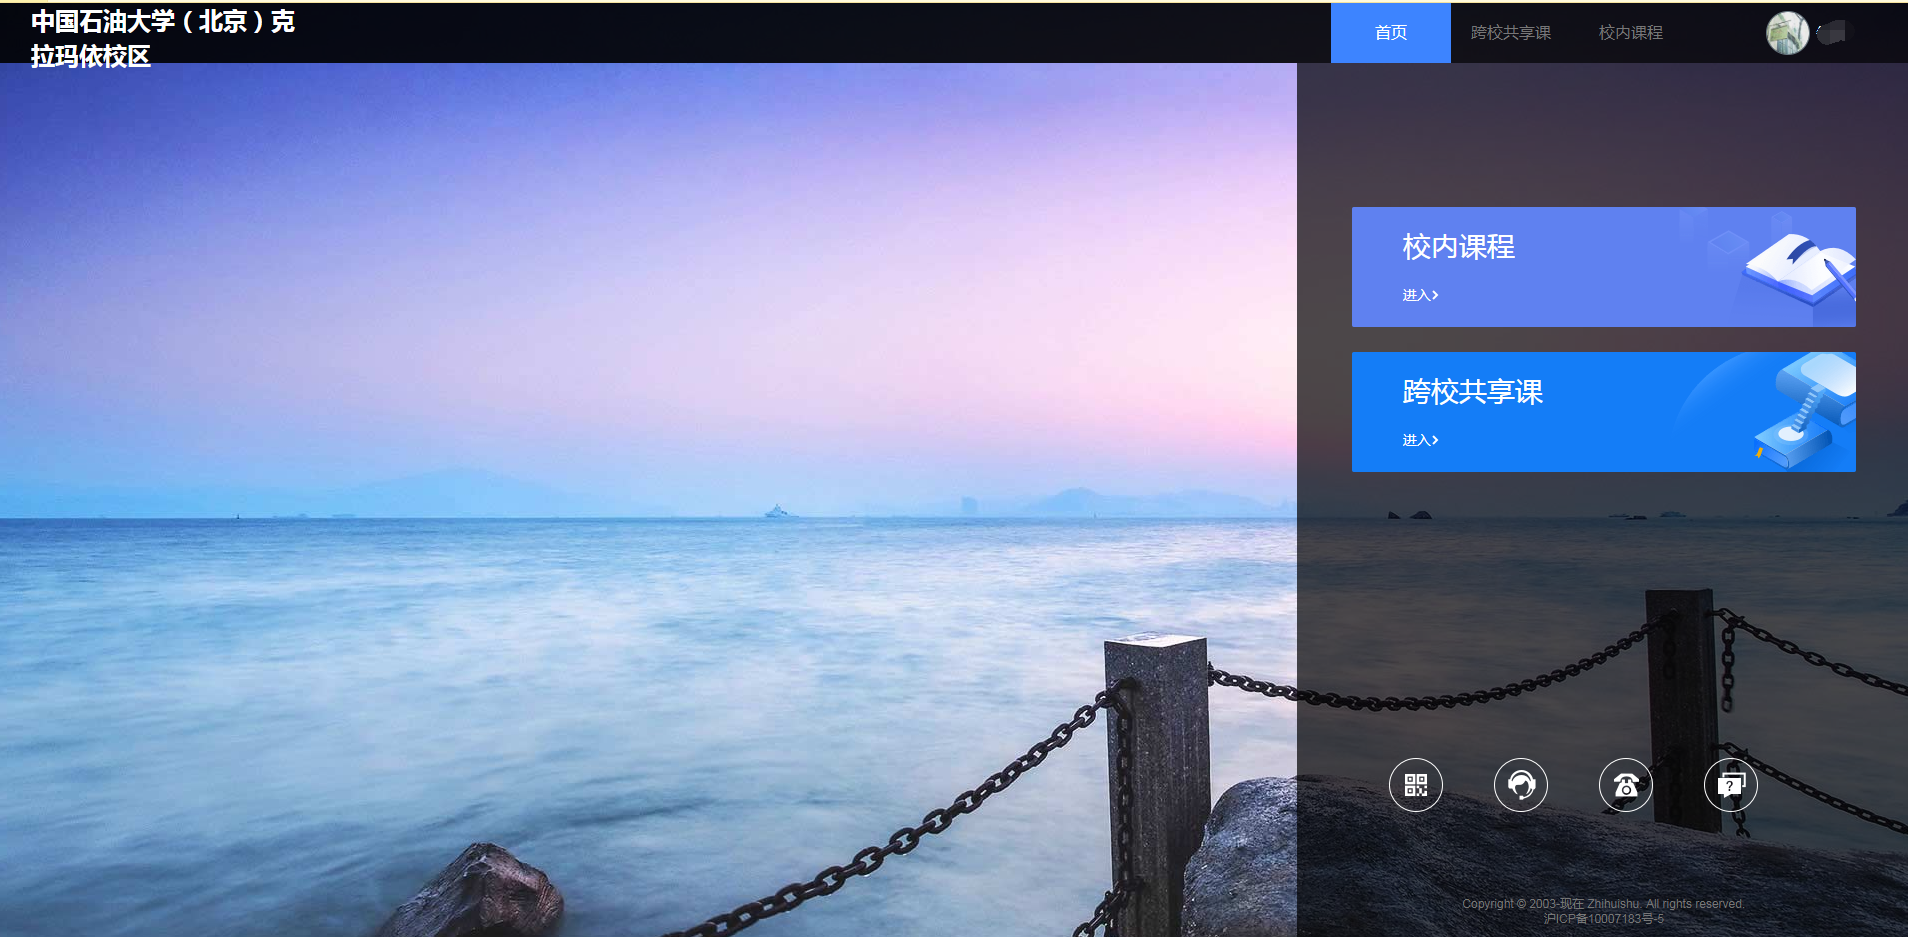 中国石油大学（北京）克
拉玛依校区
首页
跨校共享课
校内课程
校内课程
进入>
跨校共享课
进入>
Copyright © 2003-现在 Zhihuishu. All rights reserved.
沪ICP备10007183号-5